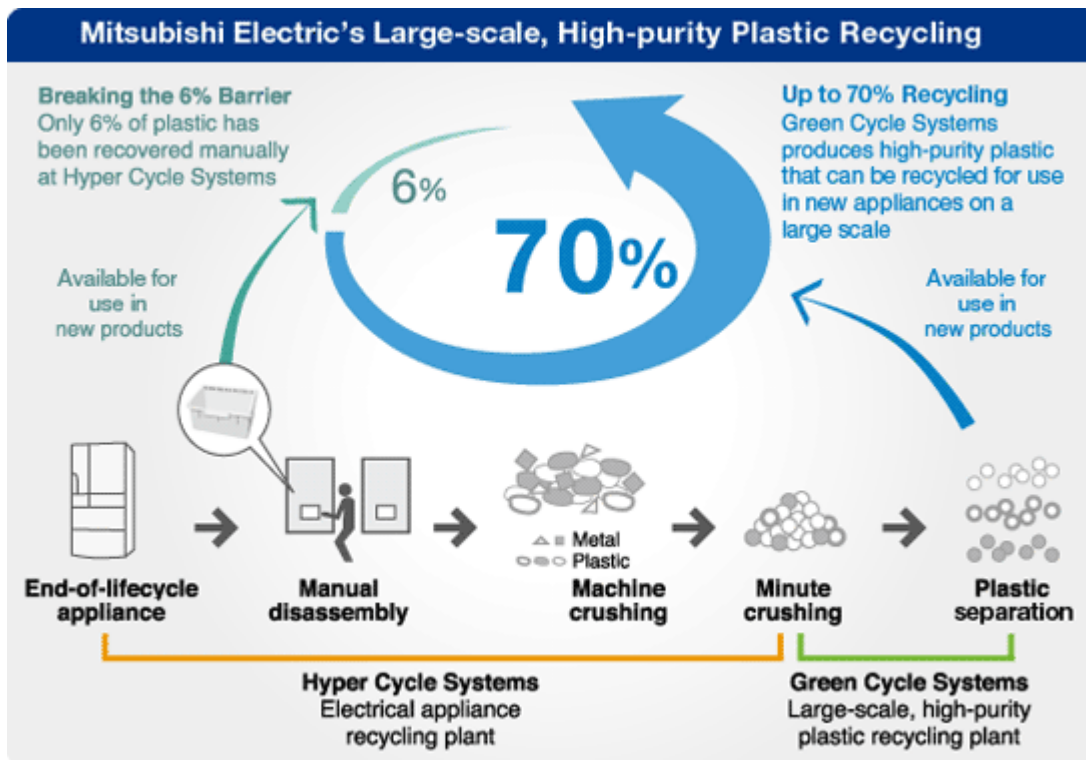 Mitsubishi Electric's Large-scale, High-purity Plastic Recycling
Breaking the 6% Barrier
Only 6% of plastic has
been recovered manually
at Hyper Cycle Systems
6%
70%
Up to 70% Recycling
Green Cycle Systems
produces high-purity plastic
that can be recycled for use
in new appliances on a
large scale
Available for
use in
new products
Available for
use in
new products
Metal
Plastic
End-of-lifecycle
appliance
Manual
disassembly
Machine
crushing
Minute
crushing
Plastic
separation
Hyper Cycle Systems
Electrical appliance
recycling plant
Green Cycle Systems
Large-scale, high-purity
plastic recycling plant